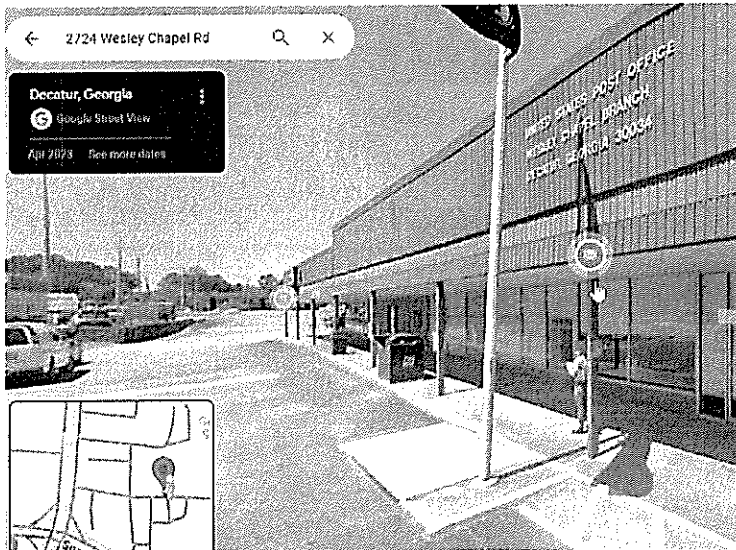 2724 Wesley Chapel Rd
Decatur, Georgia
Google Street View
Apr 2023 See more dates
UNITED STATES POST OFFICE
WESLEY CHAPEL BRANCH
DECATUR GEORGIA 30034